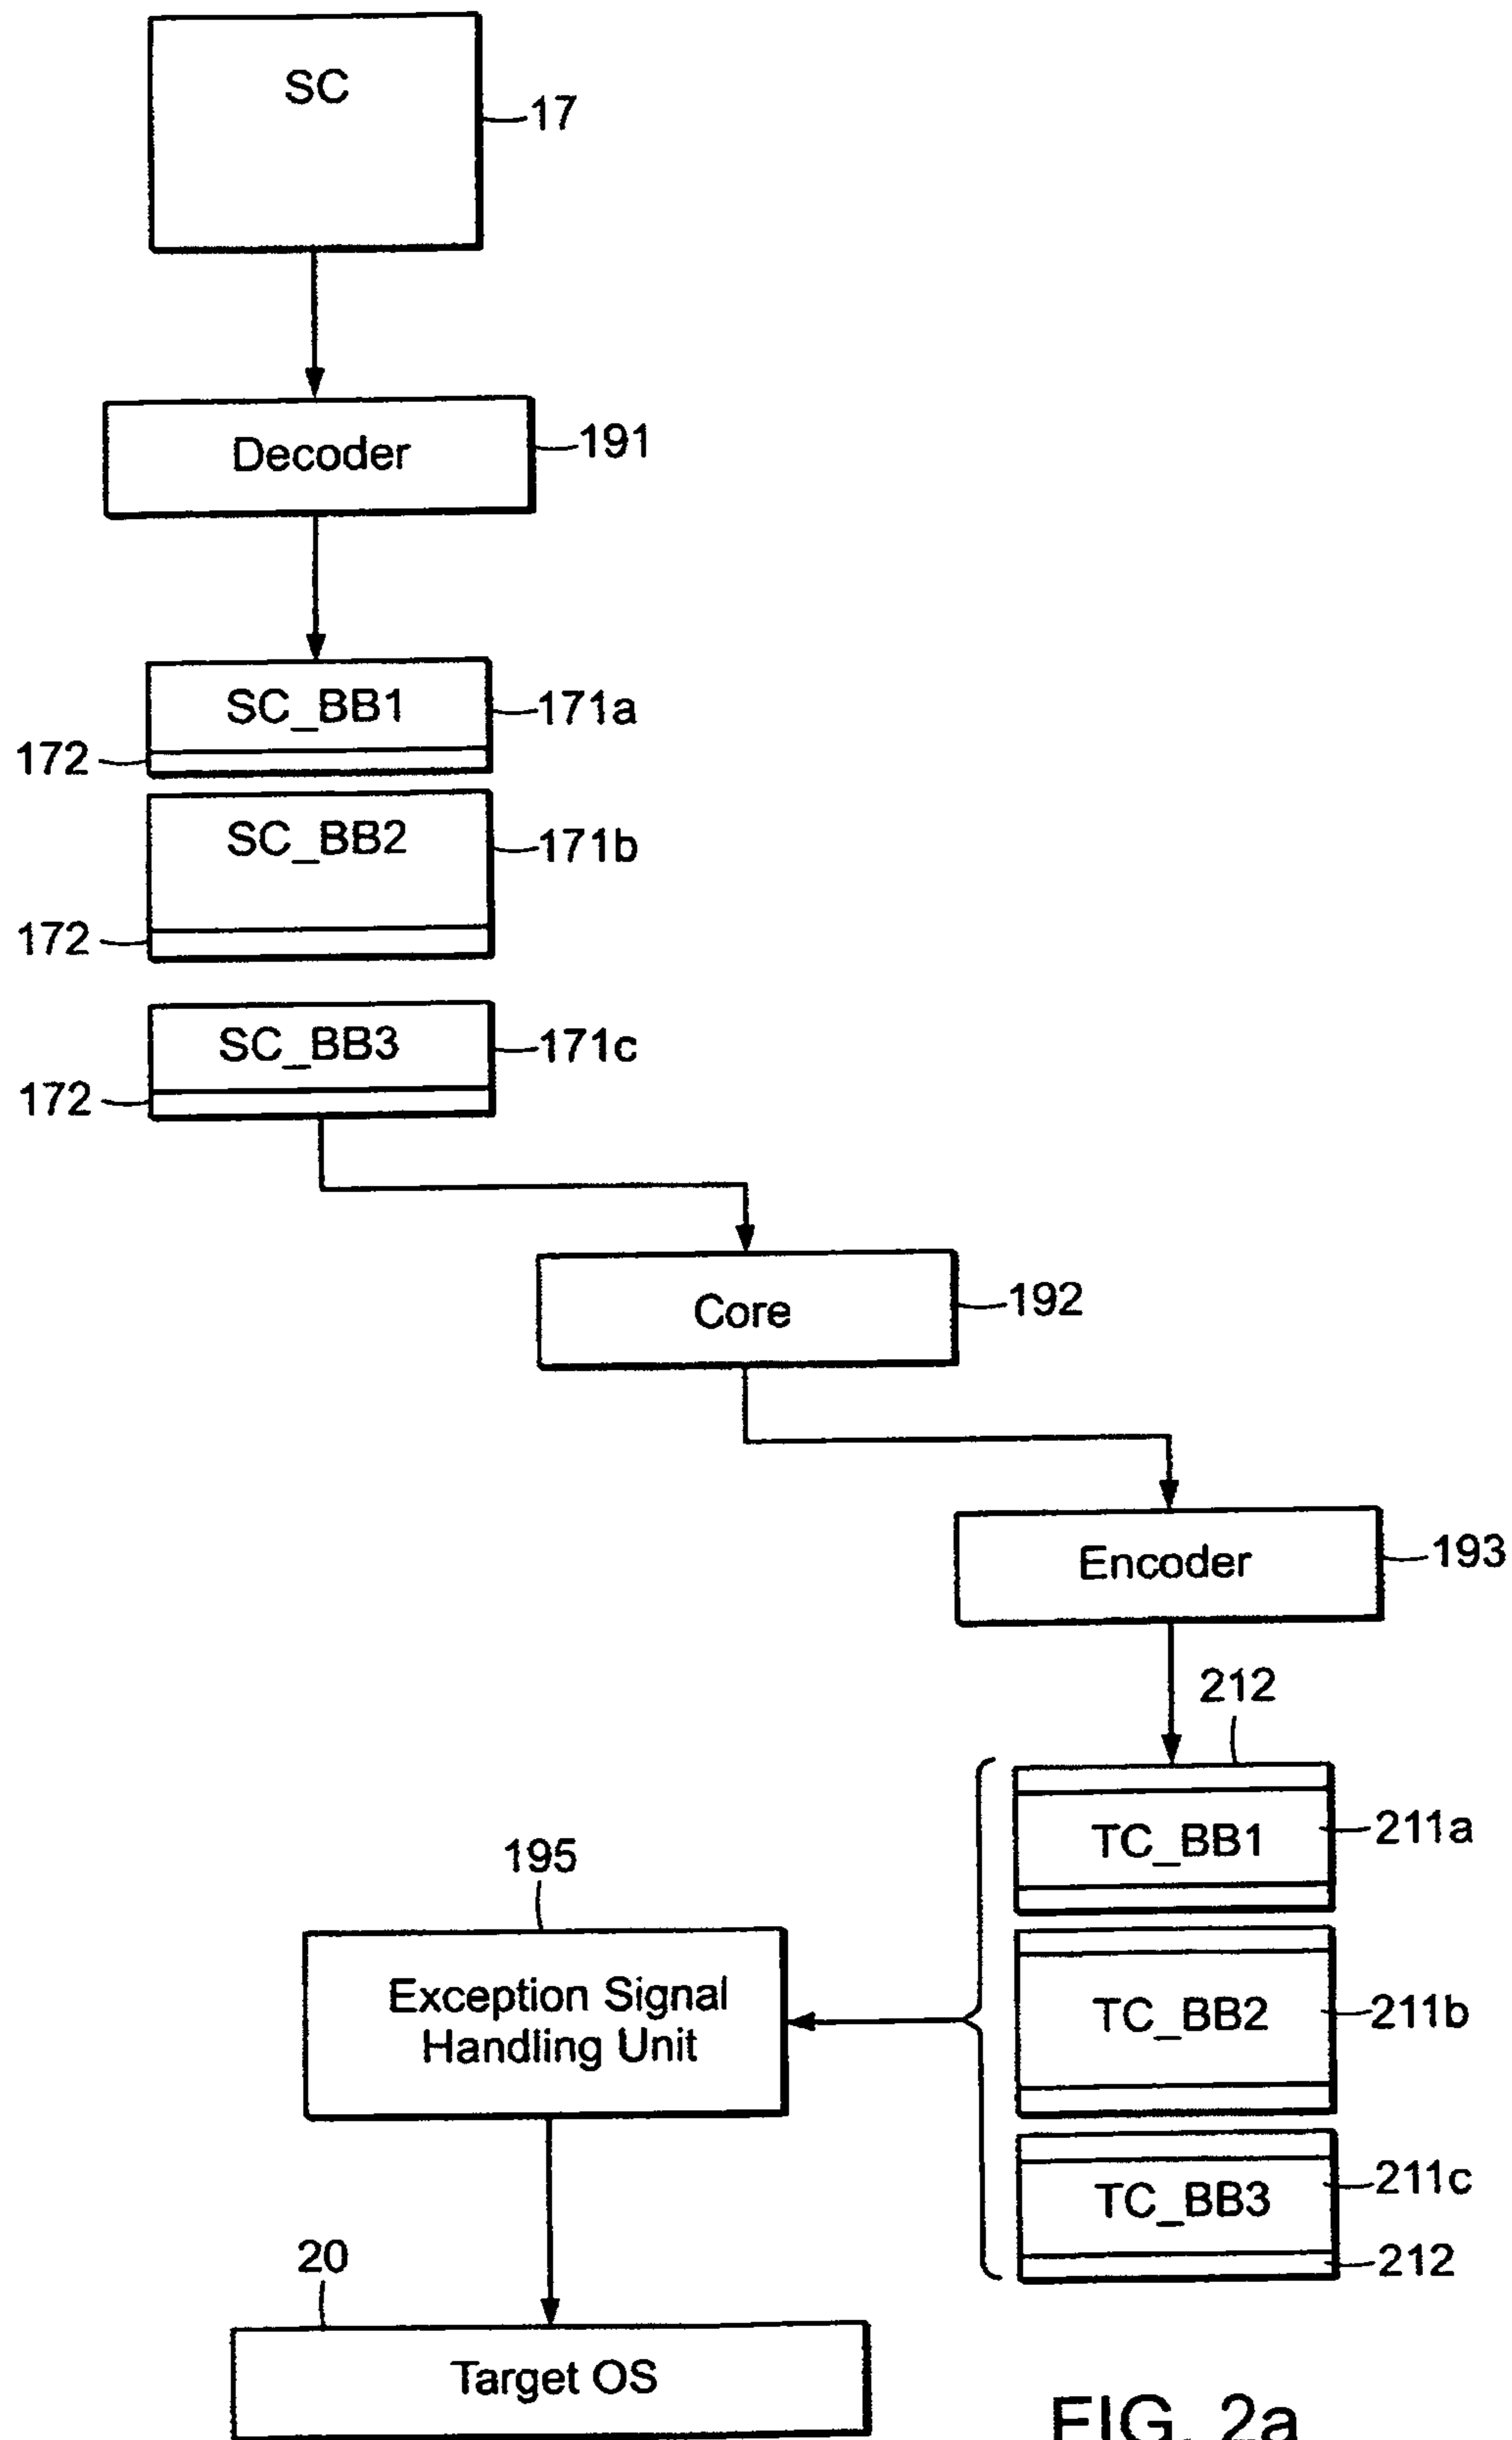 SC
17
Decoder
191
SC_BB1
171a
172
SC_BB2
171b
172
SC_BB3
171c
172
Core
192
Encoder
193
212
TC_BB1
211a
195
Exception Signal
Handling Unit
TC_BB2
211b
TC_BB3
211c
212
20
Target OS
FIG. 2a